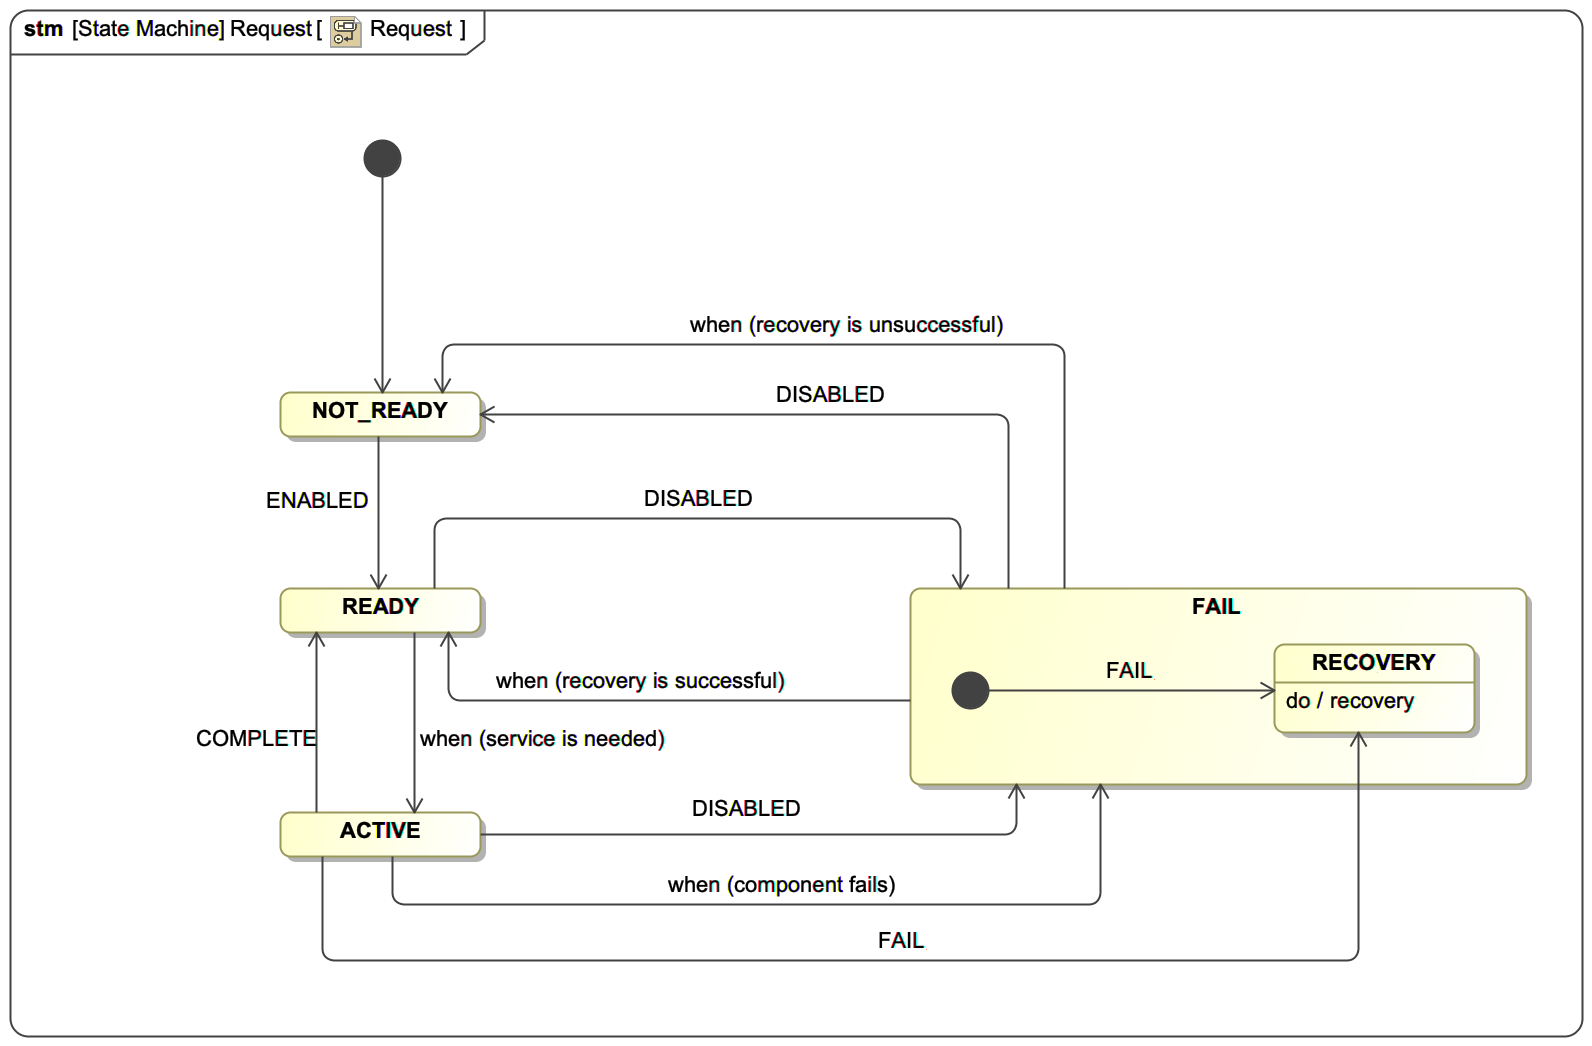 stm [State Machine] Request [ Request ]
when (recovery is unsuccessful)
DISABLED
NOT_READY
ENABLED
DISABLED
READY
FAIL
RECOVERY
FAIL
when (recovery is successful)
do / recovery
COMPLETE
when (service is needed)
DISABLED
ACTIVE
when (component fails)
FAIL